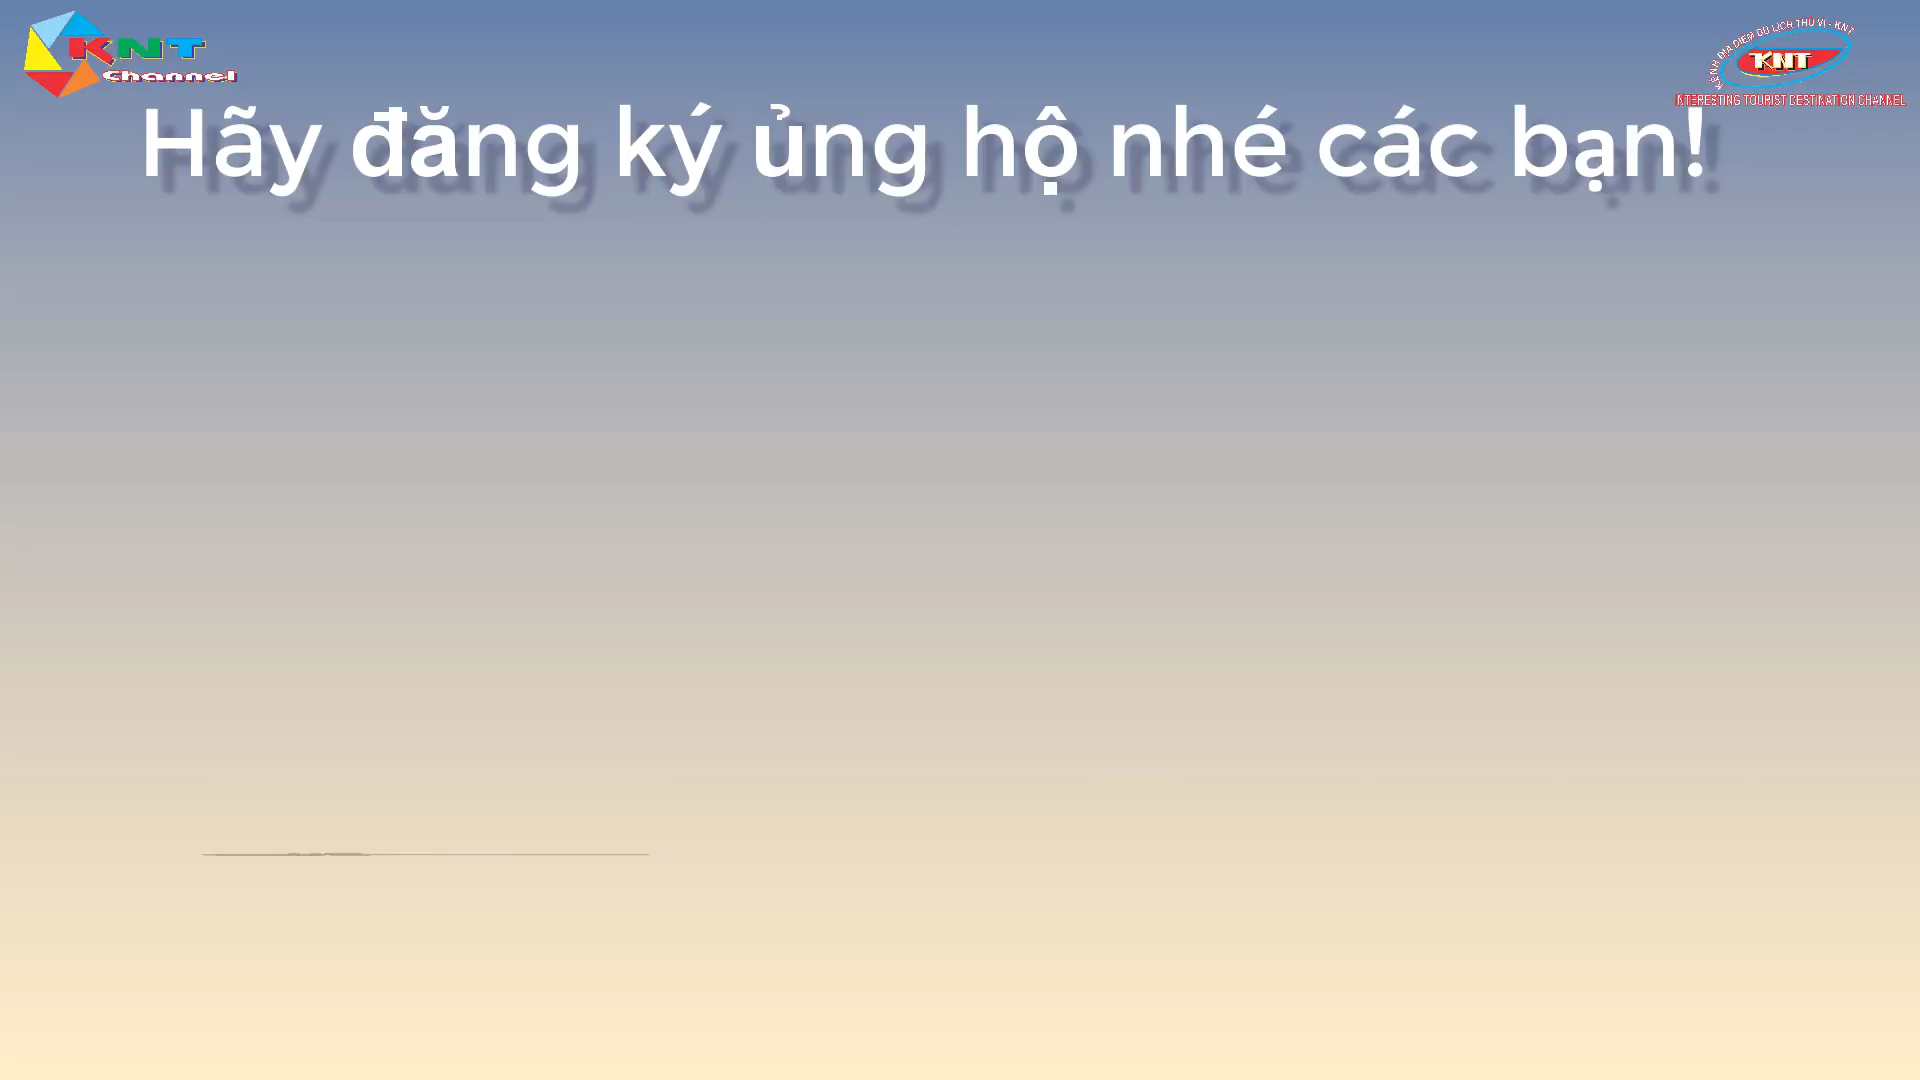 KNT
Channel
KÊNH ĐỊA ĐIỂM DU LỊCH THÚ VỊ - KNT
KNT
INTERESTING TOURIST DESTINATION CHANNEL
Hãy đăng ký ủng hộ nhé các bạn!